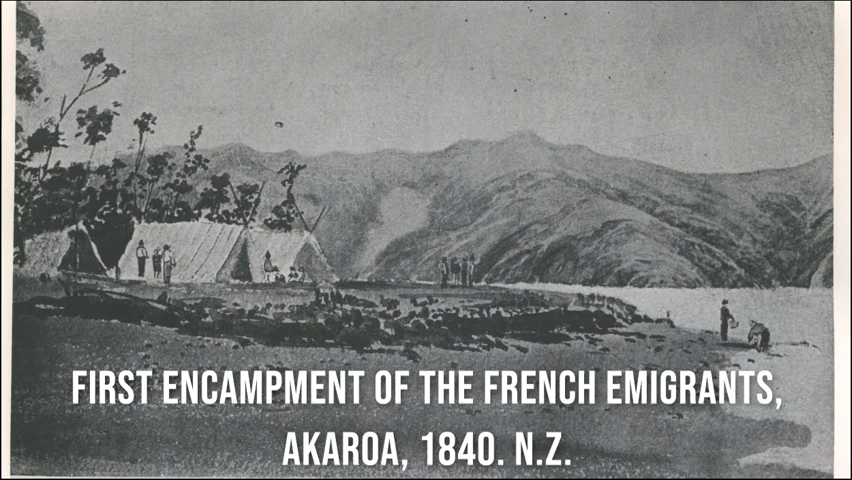 FIRST ENCAMPMENT OF THE FRENCH EMIGRANTS,
AKAROA, 1840. N.Z.